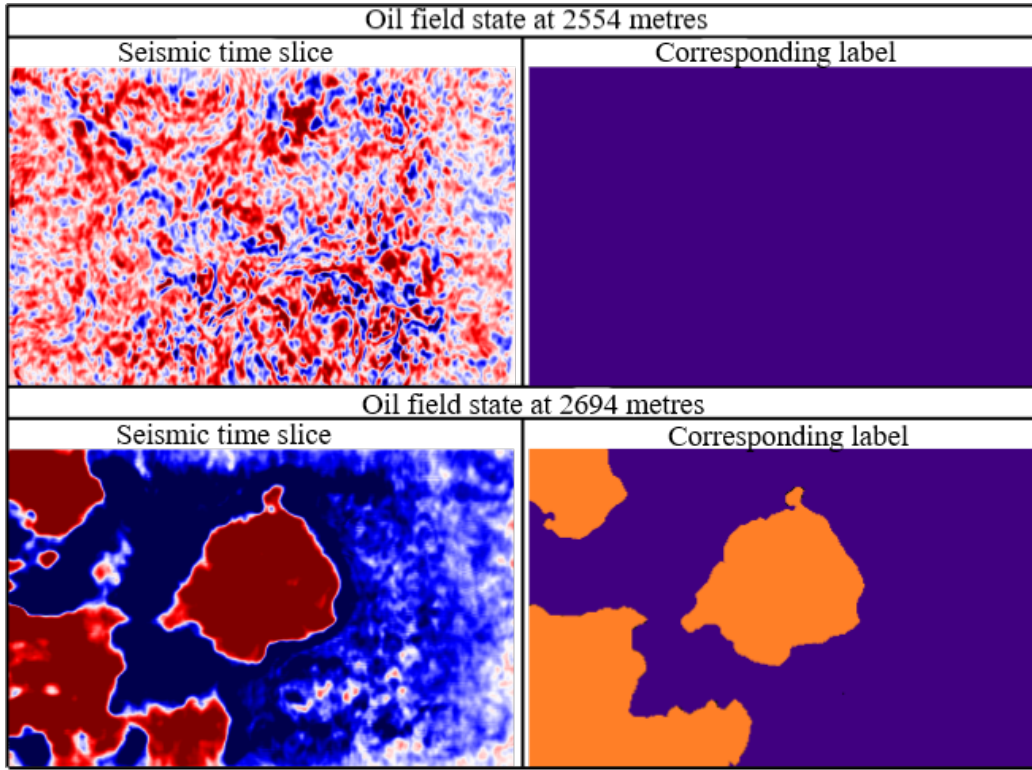 Oil field state at 2554 metres
Seismic time slice
Corresponding label
Oil field state at 2694 metres
Seismic time slice
Corresponding label